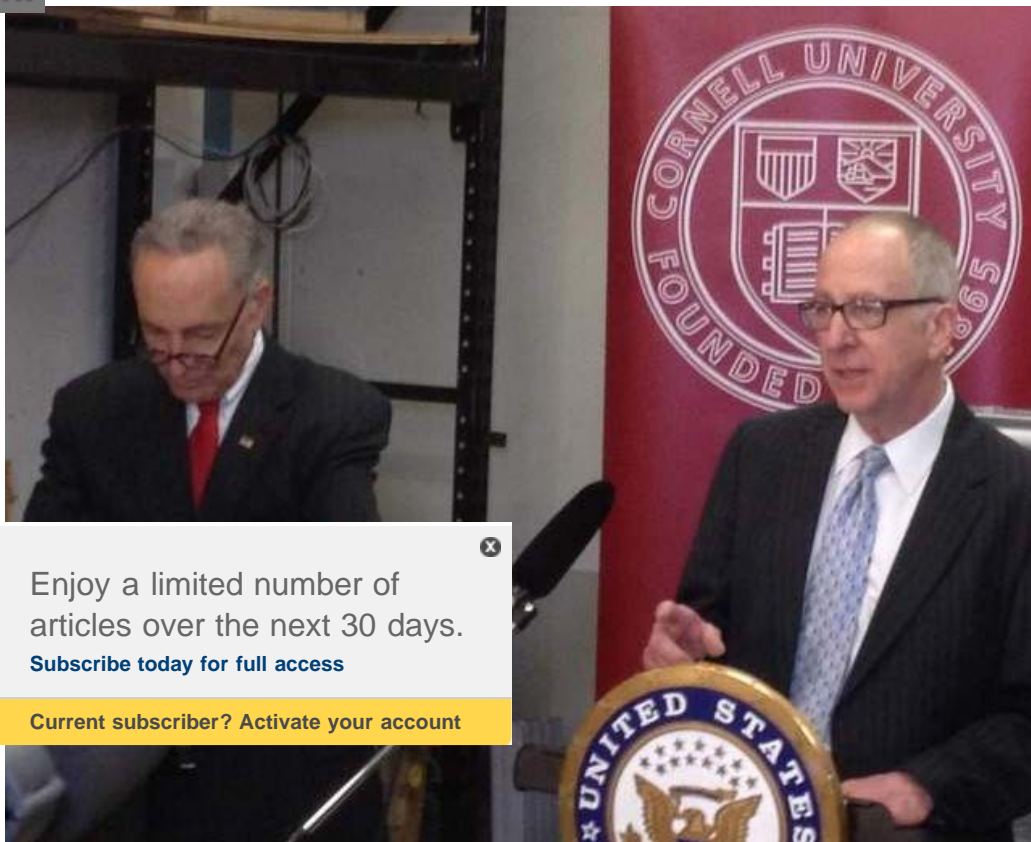 CORNELL UNIVERSITY
FOUNDED
Enjoy a limited number of
articles over the next 30 days.
Subscribe today for full access
Current subscriber? Activate your account
UNITED STATES